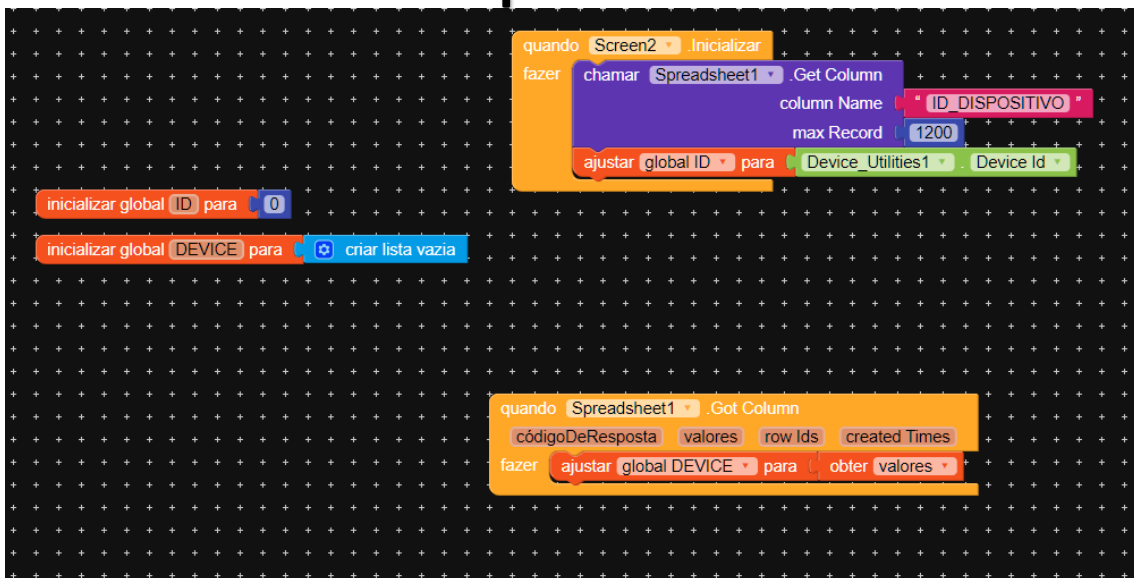 quando Screen2 .Inicializar
fazer chamar Spreadsheet1 .Get Column
column Name " ID_DISPOSITIVO "
max Record 1200
ajustar global ID para Device_Utilities1 . Device Id
inicializar global ID para 0
inicializar global DEVICE para criar lista vazia
quando Spreadsheet1 .Got Column
códigoDeResposta valores row Ids created Times
fazer ajustar global DEVICE para obter valores